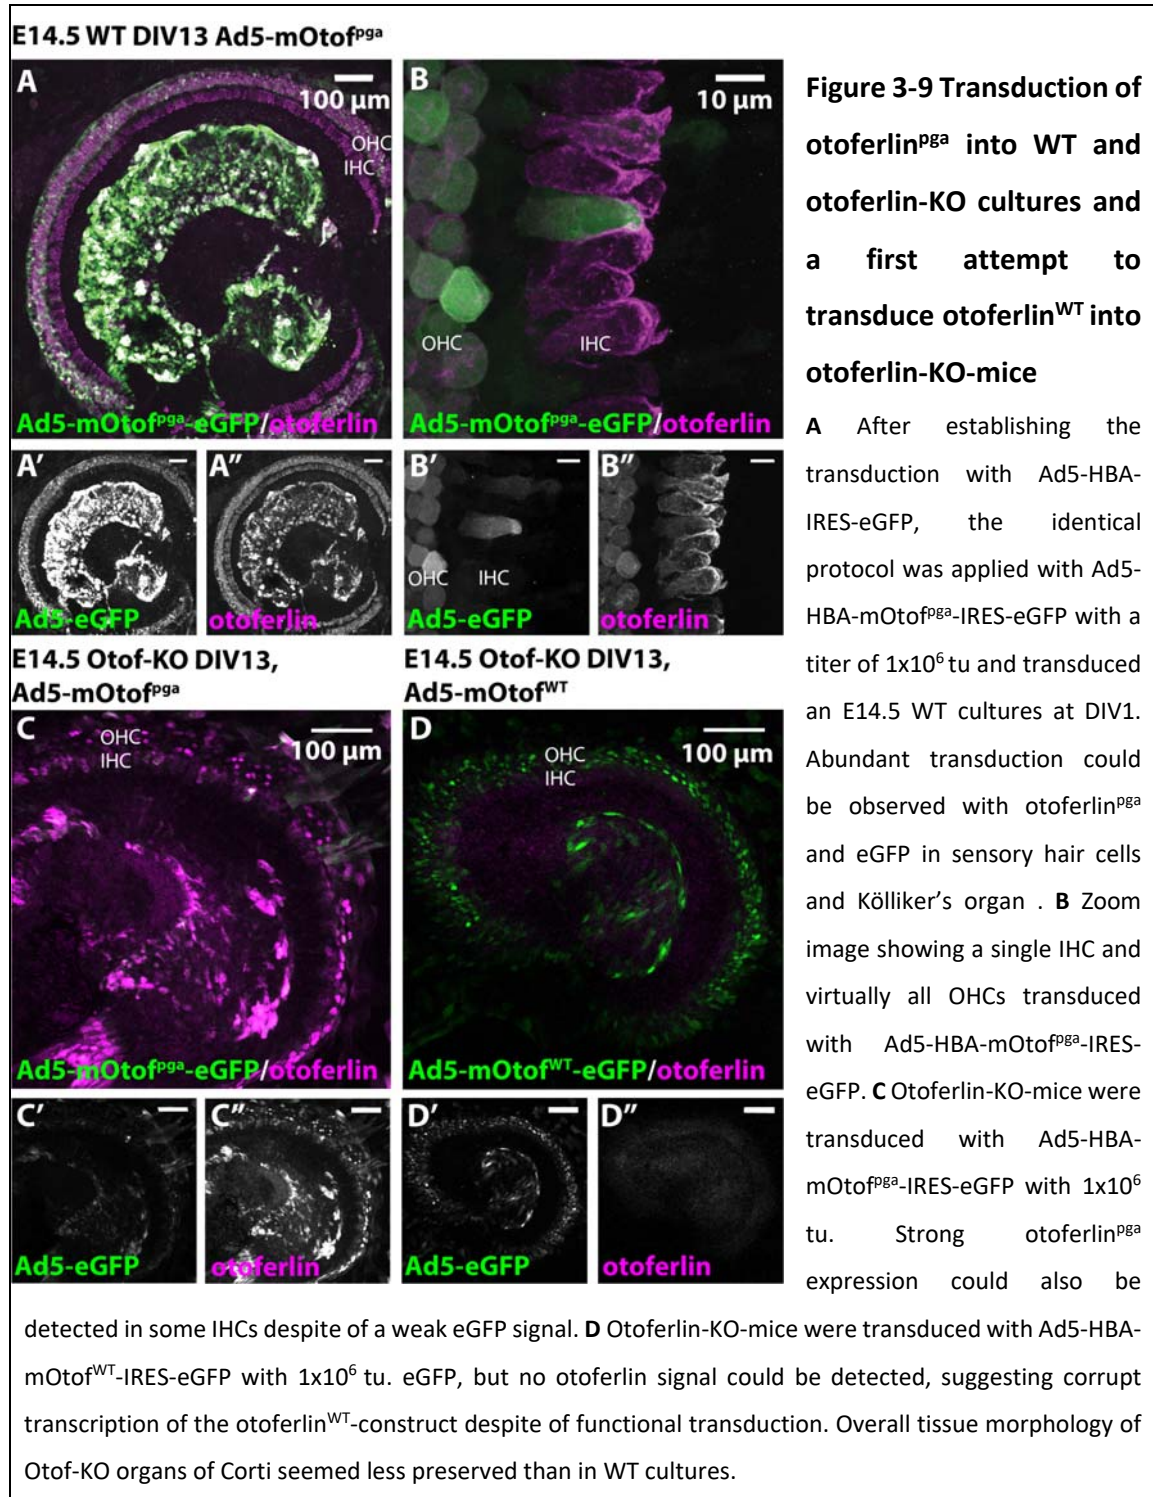 E14.5 WT DIV13 Ad5-mOtofᵖᵍᵃ
A
100 µm
OHC
IHC
Ad5-mOtofᵖᵍᵃ-eGFP/otoferlin
B
10 µm
OHC
IHC
Ad5-mOtofᵖᵍᵃ-eGFP/otoferlin
A'
Ad5-eGFP
A''
otoferlin
B'
OHC
IHC
Ad5-eGFP
B''
otoferlin
E14.5 Otof-KO DIV13,
Ad5-mOtofᵖᵍᵃ
E14.5 Otof-KO DIV13,
Ad5-mOtofᵂᵀ
C
OHC
IHC
100 µm
Ad5-mOtofᵖᵍᵃ-eGFP/otoferlin
D
OHC
IHC
100 µm
Ad5-mOtofᵂᵀ-eGFP/otoferlin
C'
Ad5-eGFP
C''
otoferlin
D'
Ad5-eGFP
D''
otoferlin
Figure 3-9 Transduction of
otoferlinᵖᵍᵃ into WT and
otoferlin-KO cultures and
a first attempt to
transduce otoferlinᵂᵀ into
otoferlin-KO-mice
A After establishing the
transduction with Ad5-HBA-
IRES-eGFP, the identical
protocol was applied with Ad5-
HBA-mOtofᵖᵍᵃ-IRES-eGFP with a
titer of 1x10⁶ tu and transduced
an E14.5 WT cultures at DIV1.
Abundant transduction could
be observed with otoferlinᵖᵍᵃ
and eGFP in sensory hair cells
and Kölliker’s organ . B Zoom
image showing a single IHC and
virtually all OHCs transduced
with Ad5-HBA-mOtofᵖᵍᵃ-IRES-
eGFP. C Otoferlin-KO-mice were
transduced with Ad5-HBA-
mOtofᵖᵍᵃ-IRES-eGFP with 1x10⁶
tu. Strong otoferlinᵖᵍᵃ
expression could also be
detected in some IHCs despite of a weak eGFP signal. D Otoferlin-KO-mice were transduced with Ad5-HBA-
mOtofᵂᵀ-IRES-eGFP with 1x10⁶ tu. eGFP, but no otoferlin signal could be detected, suggesting corrupt
transcription of the otoferlinᵂᵀ-construct despite of functional transduction. Overall tissue morphology of
Otof-KO organs of Corti seemed less preserved than in WT cultures.